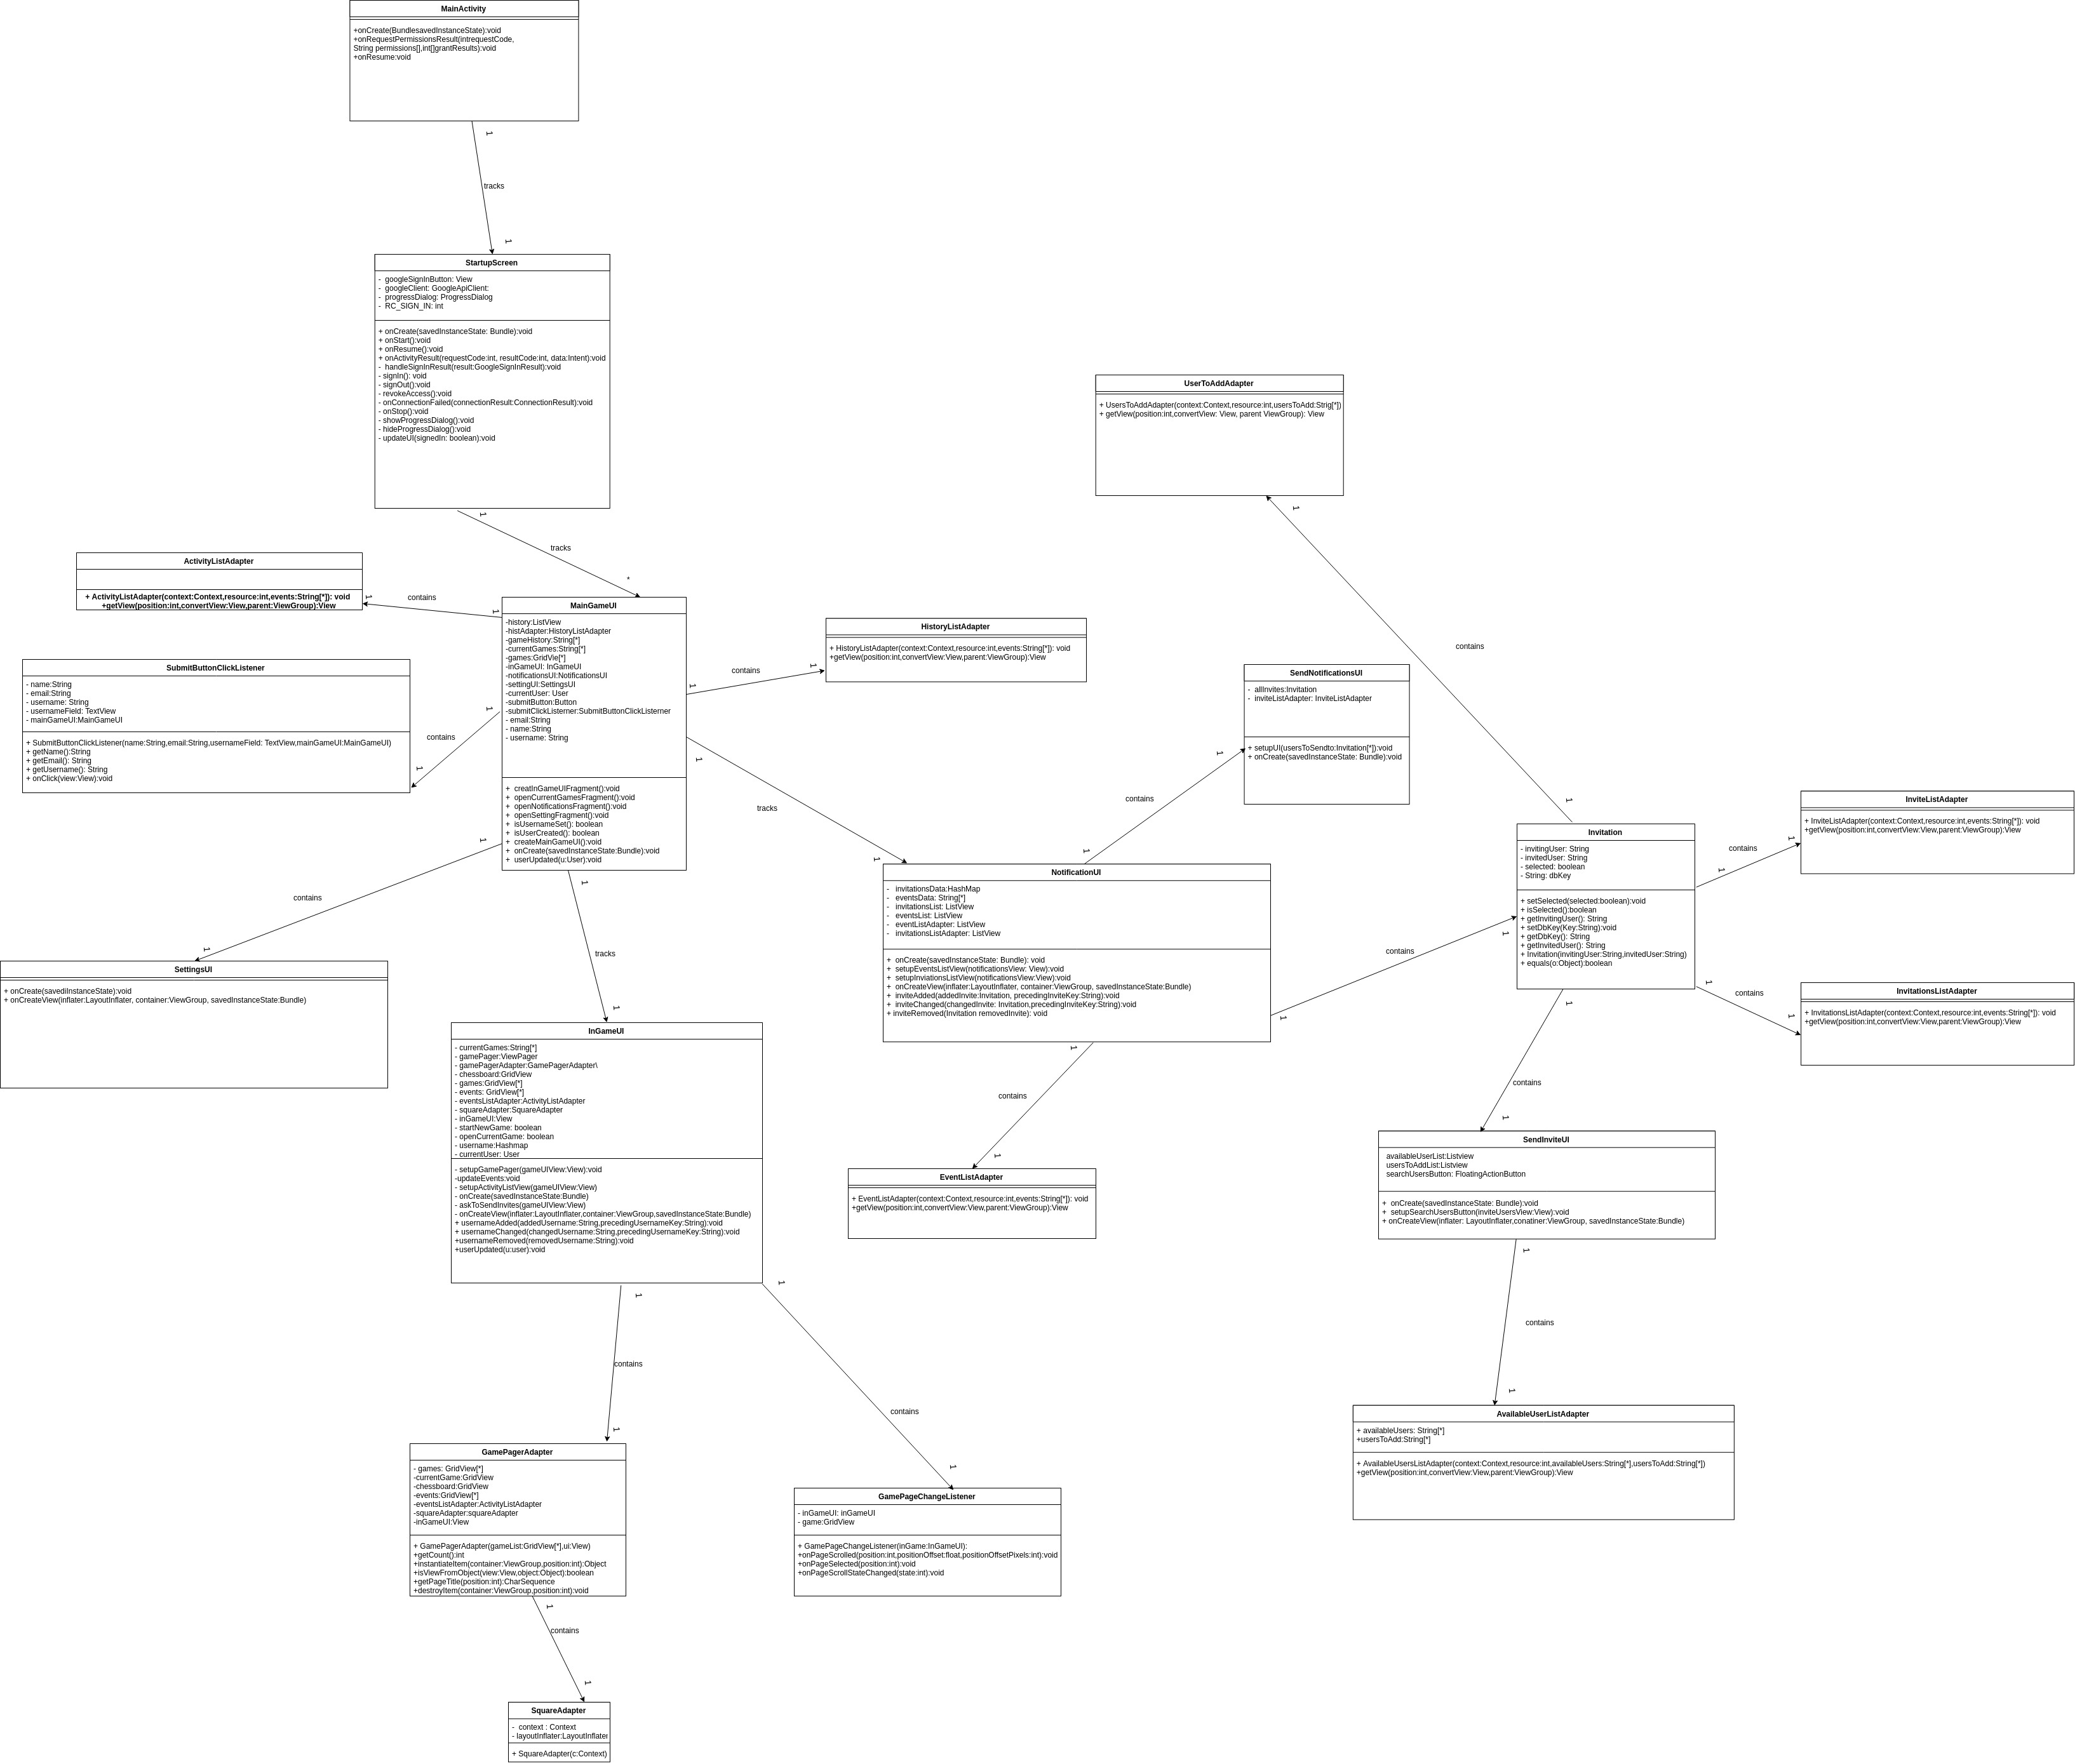 MainActivity
+onCreate(BundlesavedInstanceState):void
+onRequestPermissionsResult(intrequestCode,
String permissions[],int[]grantResults):void
+onResume:void
1
tracks
1
StartupScreen
-  googleSignInButton: View
-  googleClient: GoogleApiClient:
-  progressDialog: ProgressDialog
-  RC_SIGN_IN: int
+ onCreate(savedInstanceState: Bundle):void
+ onStart():void
+ onResume():void
+ onActivityResult(requestCode:int, resultCode:int, data:Intent):void
-  handleSignInResult(result:GoogleSignInResult):void
- signIn(): void
- signOut():void
- revokeAccess():void
- onConnectionFailed(connectionResult:ConnectionResult):void
- onStop():void
- showProgressDialog():void
- hideProgressDialog():void
- updateUI(signedIn: boolean):void
1
tracks
*
UserToAddAdapter
+ UsersToAddAdapter(context:Context,resource:int,usersToAdd:Strig[*])
+ getView(position:int,convertView: View, parent ViewGroup): View
1
contains
1
ActivityListAdapter
+ ActivityListAdapter(context:Context,resource:int,events:String[*]): void
+getView(position:int,convertView:View,parent:ViewGroup):View
1
contains
1
MainGameUI
-history:ListView
-histAdapter:HistoryListAdapter
-gameHistory:String[*]
-currentGames:String[*]
-games:GridVie[*]
-inGameUI: InGameUI
-notificationsUI:NotificationsUI
-settingUI:SettingsUI
-currentUser: User
-submitButton:Button
-submitClickListerner:SubmitButtonClickListerner
- email:String
- name:String
- username: String
+  creatInGameUIFragment():void
+  openCurrentGamesFragment():void
+  openNotificationsFragment():void
+  openSettingFragment():void
+  isUsernameSet(): boolean
+  isUserCreated(): boolean
+  createMainGameUI():void
+  onCreate(savedInstanceState:Bundle):void
+  userUpdated(u:User):void
1
contains
1
HistoryListAdapter
+ HistoryListAdapter(context:Context,resource:int,events:String[*]): void
+getView(position:int,convertView:View,parent:ViewGroup):View
SubmitButtonClickListener
- name:String
- email:String
- username: String
- usernameField: TextView
- mainGameUI:MainGameUI
+ SubmitButtonClickListener(name:String,email:String,usernameField: TextView,mainGameUI:MainGameUI)
+ getName():String
+ getEmail(): String
+ getUsername(): String
+ onClick(view:View):void
1
contains
1
1
tracks
1
SendNotificationsUI
-  allInvites:Invitation
-  inviteListAdapter: InviteListAdapter
+ setupUI(usersToSendto:Invitation[*]):void
+ onCreate(savedInstanceState: Bundle):void
1
contains
1
1
contains
1
SettingsUI
+ onCreate(savediInstanceState):void
+ onCreateView(inflater:LayoutInflater, container:ViewGroup, savedInstanceState:Bundle)
1
tracks
1
NotificationUI
-   invitationsData:HashMap
-   eventsData: String[*]
-   invitationsList: ListView
-   eventsList: ListView
-   eventListAdapter: ListView
-   invitationsListAdapter: ListView
+  onCreate(savedInstanceState: Bundle): void
+  setupEventsListView(notificationsView: View):void
+  setupInviationsListView(notificationsView:View):void
+  onCreateView(inflater:LayoutInflater, container:ViewGroup, savedInstanceState:Bundle)
+  inviteAdded(addedInvite:Invitation, precedingInviteKey:String):void
+  inviteChanged(changedInvite: Invitation,precedingInviteKey:String):void
+ inviteRemoved(Invitation removedInvite): void
1
contains
1
Invitation
- invitingUser: String
- invitedUser: String
- selected: boolean
- String: dbKey
+ setSelected(selected:boolean):void
+ isSelected():boolean
+ getInvitingUser(): String
+ setDbKey(Key:String):void
+ getDbKey(): String
+ getInvitedUser(): String
+ Invitation(invitingUser:String,invitedUser:String)
+ equals(o:Object):boolean
1
contains
1
InviteListAdapter
+ InviteListAdapter(context:Context,resource:int,events:String[*]): void
+getView(position:int,convertView:View,parent:ViewGroup):View
1
contains
1
InvitationsListAdapter
+ InvitationsListAdapter(context:Context,resource:int,events:String[*]): void
+getView(position:int,convertView:View,parent:ViewGroup):View
InGameUI
- currentGames:String[*]
- gamePager:ViewPager
- gamePagerAdapter:GamePagerAdapter\
- chessboard:GridView
- games:GridView[*]
- events: GridView[*]
- eventsListAdapter:ActivityListAdapter
- squareAdapter:SquareAdapter
- inGameUI:View
- startNewGame: boolean
- openCurrentGame: boolean
- username:Hashmap
- currentUser: User
- setupGamePager(gameUIView:View):void
-updateEvents:void
- setupActivityListView(gameUIView:View)
- onCreate(savedInstanceState:Bundle)
- askToSendInvites(gameUIView:View)
- onCreateView(inflater:LayoutInflater,container:ViewGroup,savedInstanceState:Bundle)
+ usernameAdded(addedUsername:String,precedingUsernameKey:String):void
+ usernameChanged(changedUsername:String,precedingUsernameKey:String):void
+usernameRemoved(removedUsername:String):void
+userUpdated(u:user):void
1
contains
1
EventListAdapter
+ EventListAdapter(context:Context,resource:int,events:String[*]): void
+getView(position:int,convertView:View,parent:ViewGroup):View
1
contains
1
SendInviteUI
availableUserList:Listview
usersToAddList:Listview
searchUsersButton: FloatingActionButton
+  onCreate(savedInstanceState: Bundle):void
+  setupSearchUsersButton(inviteUsersView:View):void
+ onCreateView(inflater: LayoutInflater,conatiner:ViewGroup, savedInstanceState:Bundle)
1
contains
1
AvailableUserListAdapter
+ availableUsers: String[*]
+usersToAdd:String[*]
+ AvailableUsersListAdapter(context:Context,resource:int,availableUsers:String[*],usersToAdd:String[*])
+getView(position:int,convertView:View,parent:ViewGroup):View
1
contains
1
1
contains
1
GamePagerAdapter
- games: GridView[*]
-currentGame:GridView
-chessboard:GridView
-events:GridView[*]
-eventsListAdapter:ActivityListAdapter
-squareAdapter:squareAdapter
-inGameUI:View
+ GamePagerAdapter(gameList:GridView[*],ui:View)
+getCount():int
+instantiateItem(container:ViewGroup,position:int):Object
+isViewFromObject(view:View,object:Object):boolean
+getPageTitle(position:int):CharSequence
+destroyItem(container:ViewGroup,position:int):void
GamePageChangeListener
- inGameUI: inGameUI
- game:GridView
+ GamePageChangeListener(inGame:InGameUI):
+onPageScrolled(position:int,positionOffset:float,positionOffsetPixels:int):void
+onPageSelected(position:int):void
+onPageScrollStateChanged(state:int):void
1
contains
1
SquareAdapter
-  context : Context
- layoutInflater:LayoutInflater
+ SquareAdapter(c:Context)